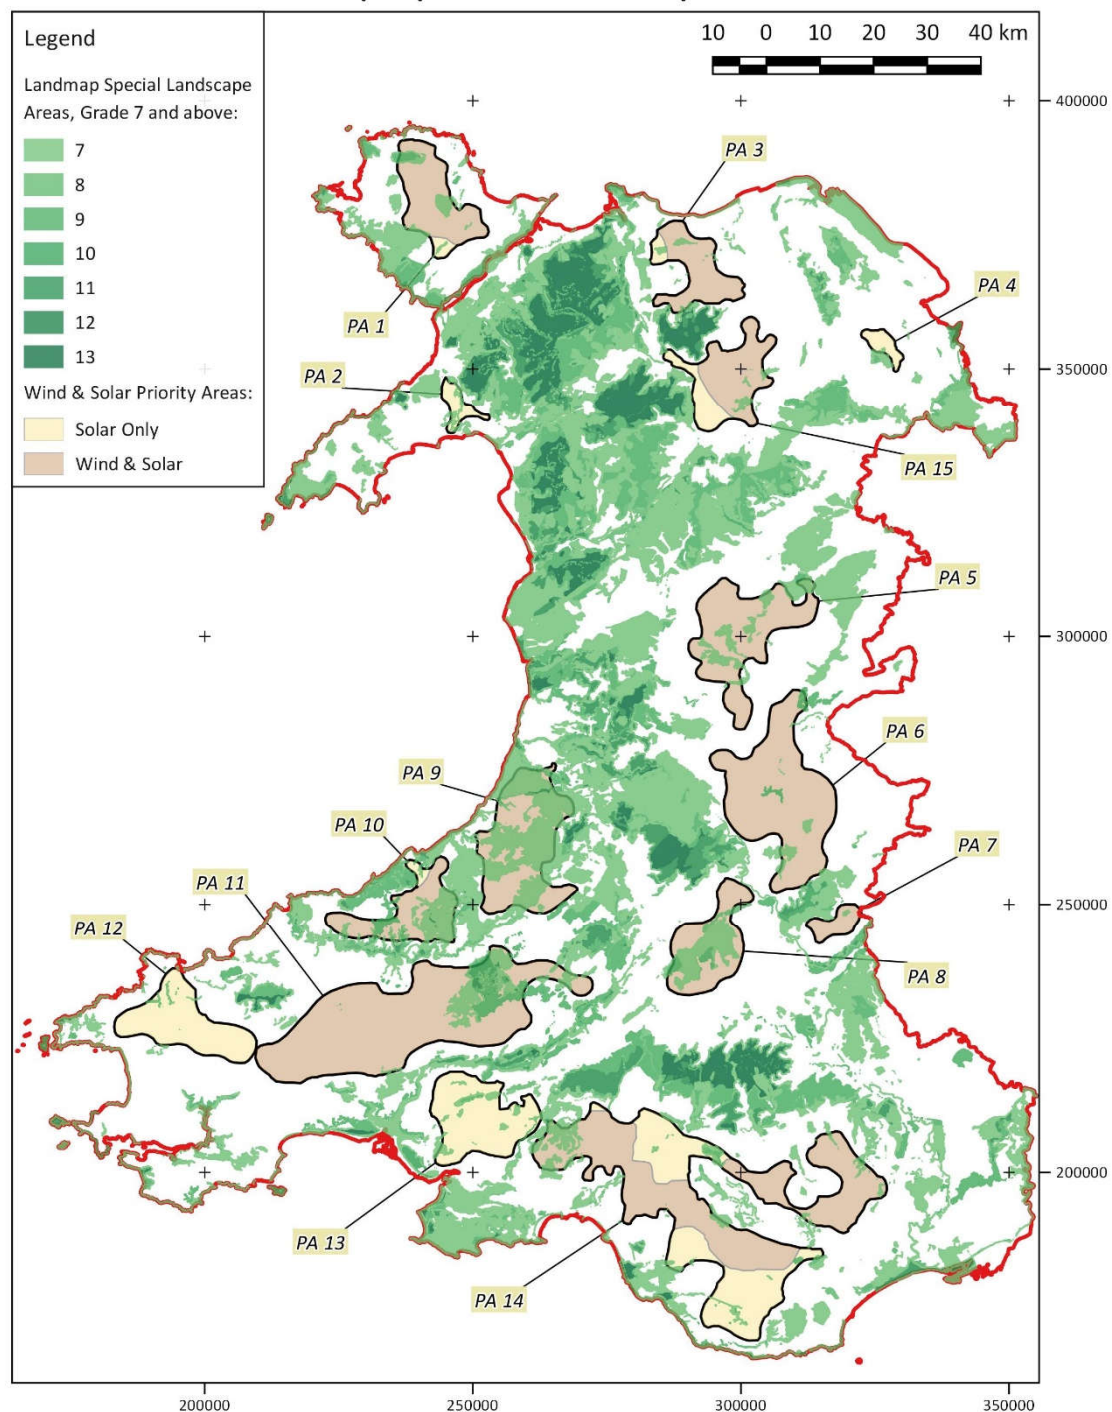 Legend
Landmap Special Landscape
Areas, Grade 7 and above:
7
8
9
10
11
12
13
Wind & Solar Priority Areas:
Solar Only
Wind & Solar
10 0 10 20 30 40 km
400000
PA 3
PA 4
PA 1
PA 2
350000
PA 15
PA 5
300000
PA 6
PA 9
PA 10
PA 7
PA 11
250000
PA 12
PA 8
200000
PA 13
PA 14
200000 250000 300000 350000